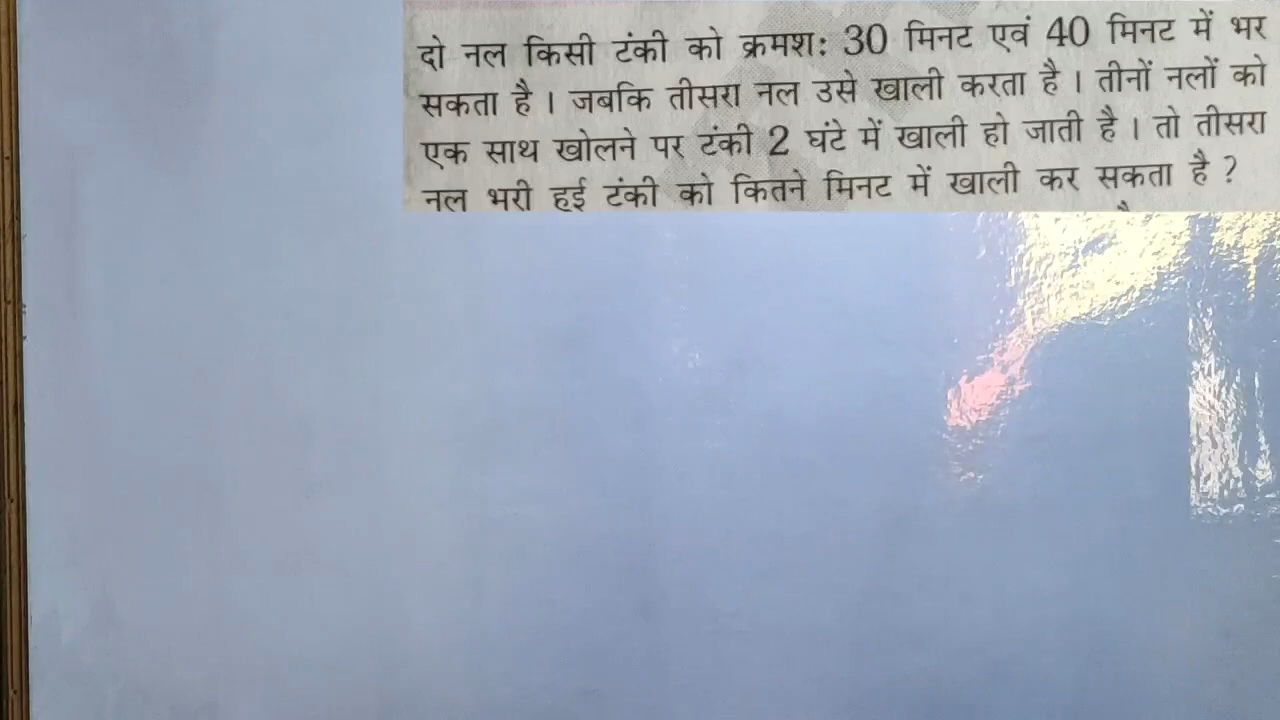 दो नल किसी टंकी को क्रमश: 30 मिनट एवं 40 मिनट में भर
सकता है । जबकि तीसरा नल उसे खाली करता है । तीनों नलों को
एक साथ खोलने पर टंकी 2 घंटे में खाली हो जाती है । तो तीसरा
नल भरी हुई टंकी को कितने मिनट में खाली कर सकता है ?